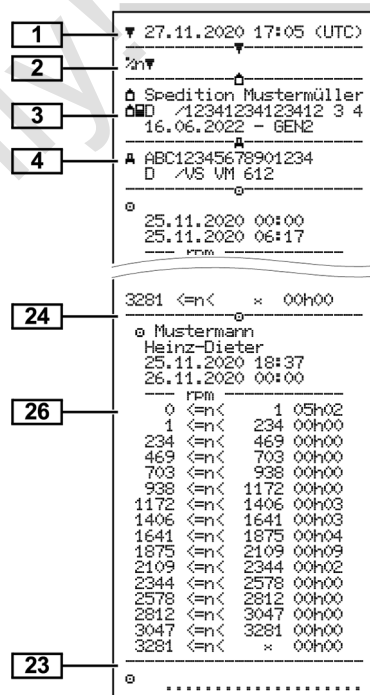 1 ▼ 27.11.2020 17:05 (UTC)
▼
2 %n▼
3 Spedition Mustermüller
D /12341234123412 3 4
16.06.2022 - GEN2
4 ABC12345678901234
D /VS VM 612
25.11.2020 00:00
25.11.2020 06:17
--- rpm
3281 <=n< × 00h00
24
Mustermann
Heinz-Dieter
25.11.2020 18:37
26.11.2020 00:00
--- rpm
26 0 <=n< 1 05h02
1 <=n< 234 00h00
234 <=n< 469 00h00
469 <=n< 703 00h00
703 <=n< 938 00h00
938 <=n< 1172 00h00
1172 <=n< 1406 00h03
1406 <=n< 1641 00h03
1641 <=n< 1875 00h04
1875 <=n< 2109 00h09
2109 <=n< 2344 00h02
2344 <=n< 2578 00h00
2578 <=n< 2812 00h00
2812 <=n< 3047 00h00
3047 <=n< 3281 00h00
3281 <=n< × 00h00
23
....................